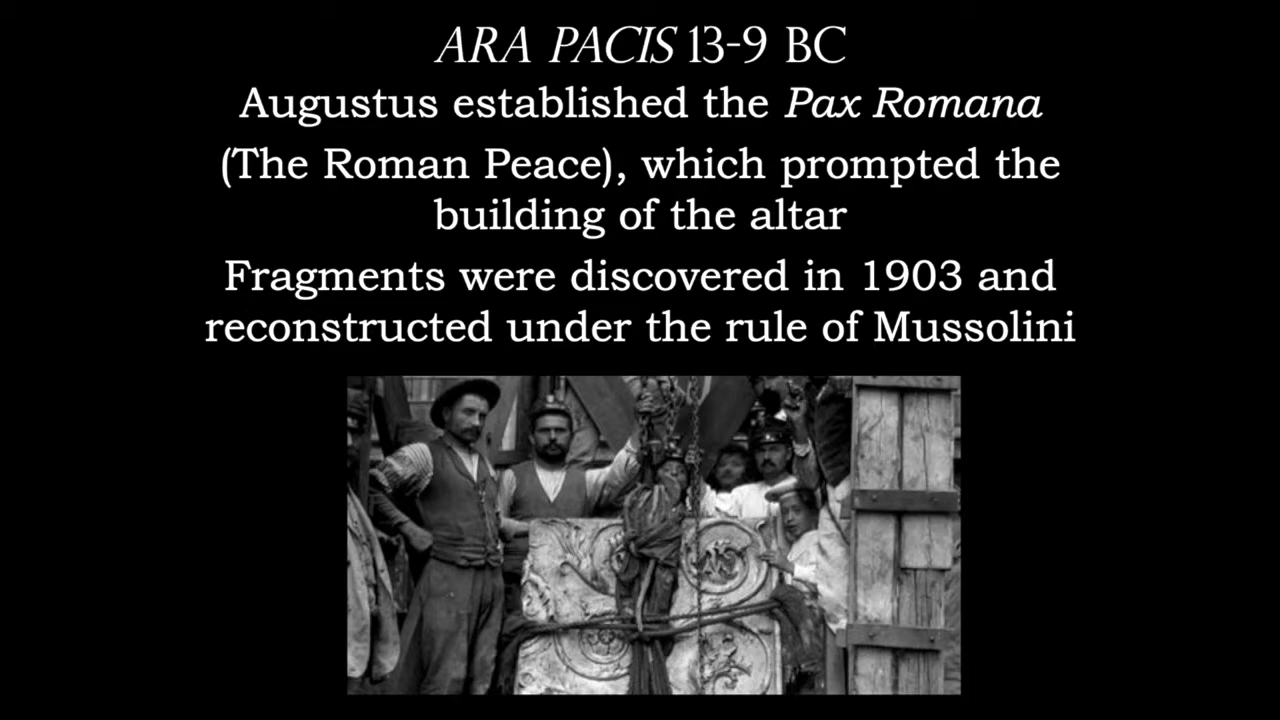 ARA PACIS 13-9 BC
Augustus established the Pax Romana
(The Roman Peace), which prompted the
building of the altar
Fragments were discovered in 1903 and
reconstructed under the rule of Mussolini